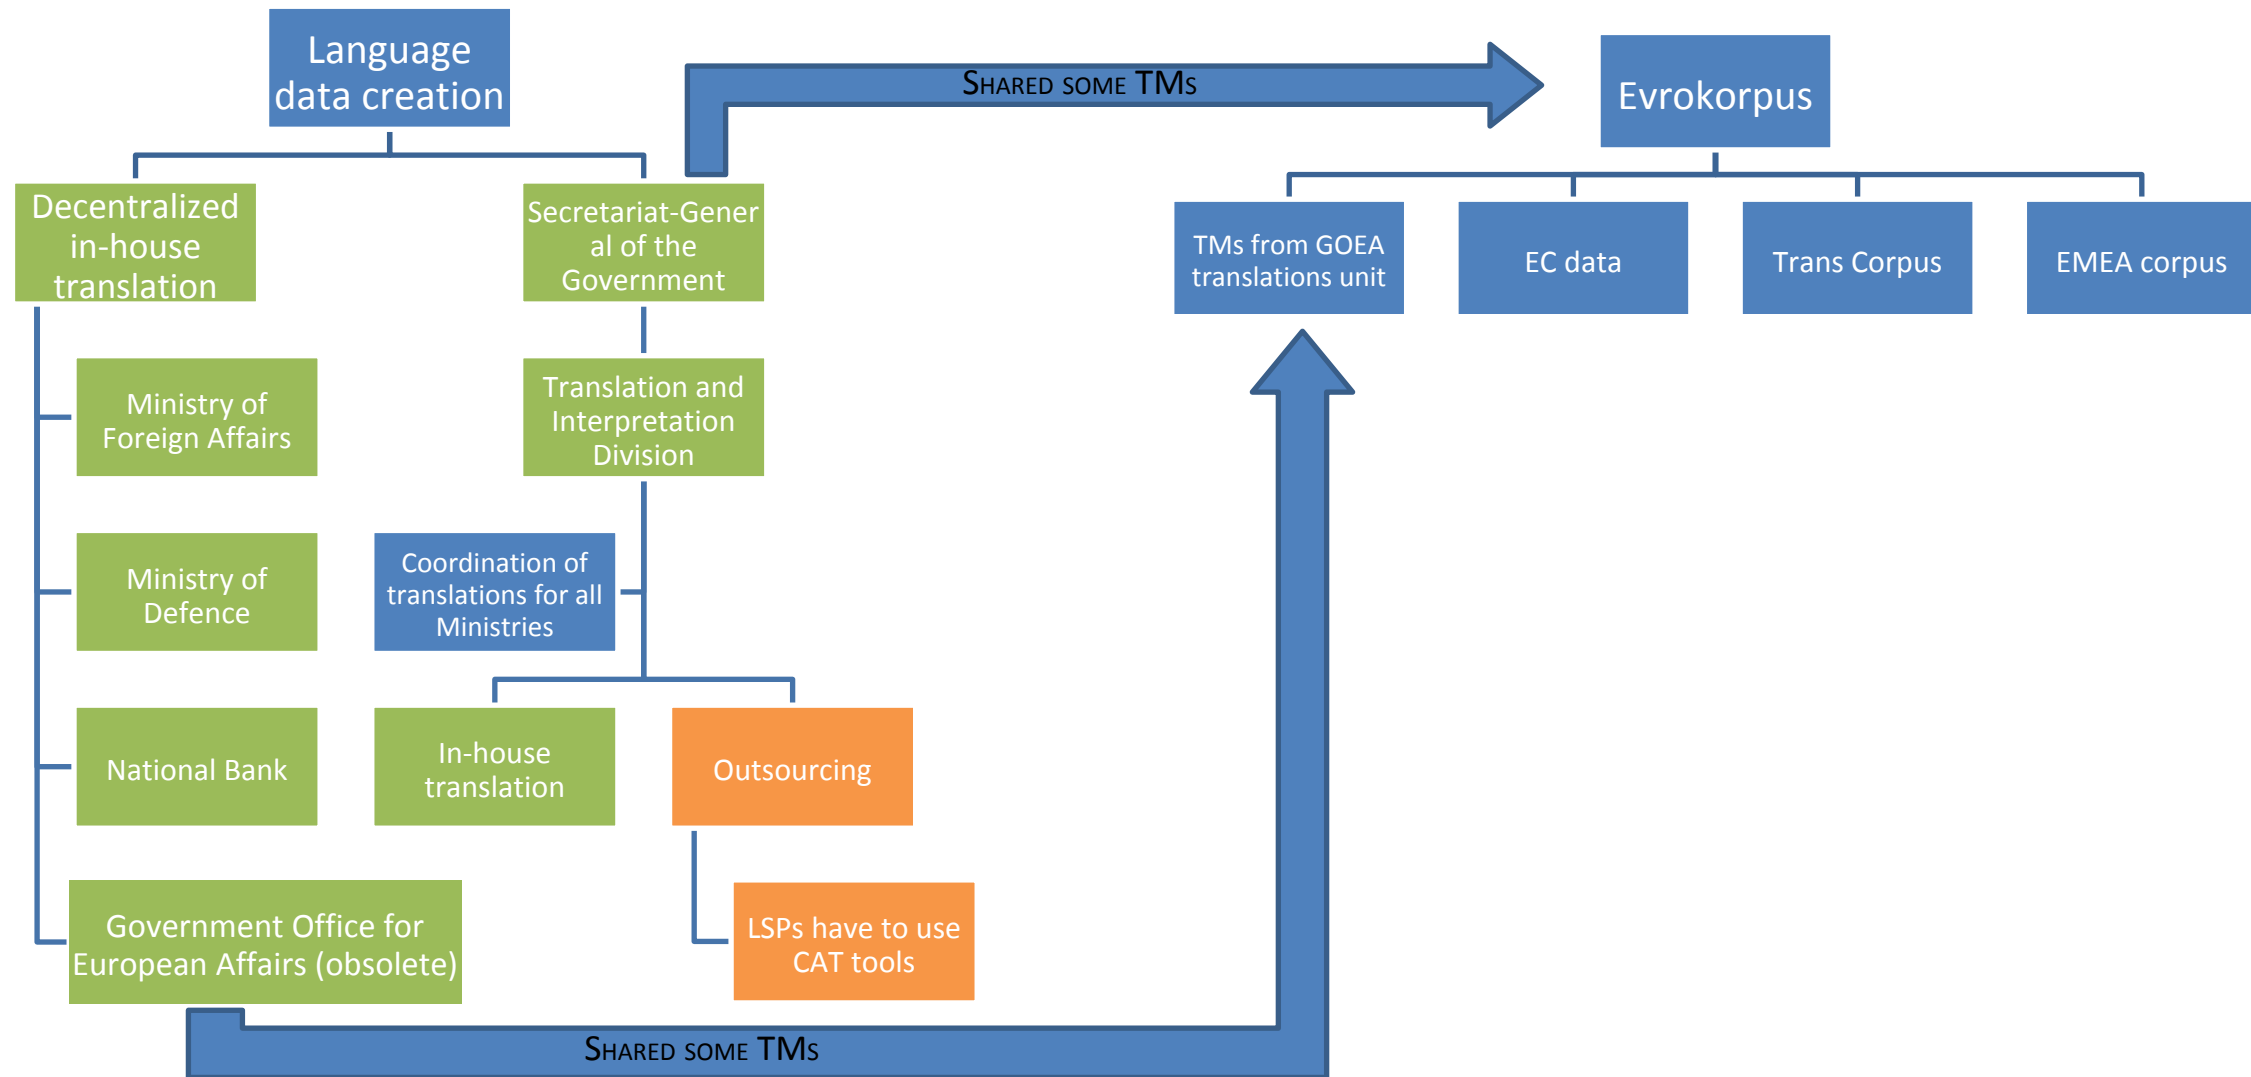 Language
data creation
SHARED SOME TMS
Evrokorpus
Decentralized
in-house
translation
Secretariat-Gener
al of the
Government
TMs from GOEA
translations unit
EC data
Trans Corpus
EMEA corpus
Ministry of
Foreign Affairs
Translation and
Interpretation
Division
Ministry of
Defence
Coordination of
translations for all
Ministries
National Bank
In-house
translation
Outsourcing
Government Office for
European Affairs (obsolete)
LSPs have to use
CAT tools
SHARED SOME TMS